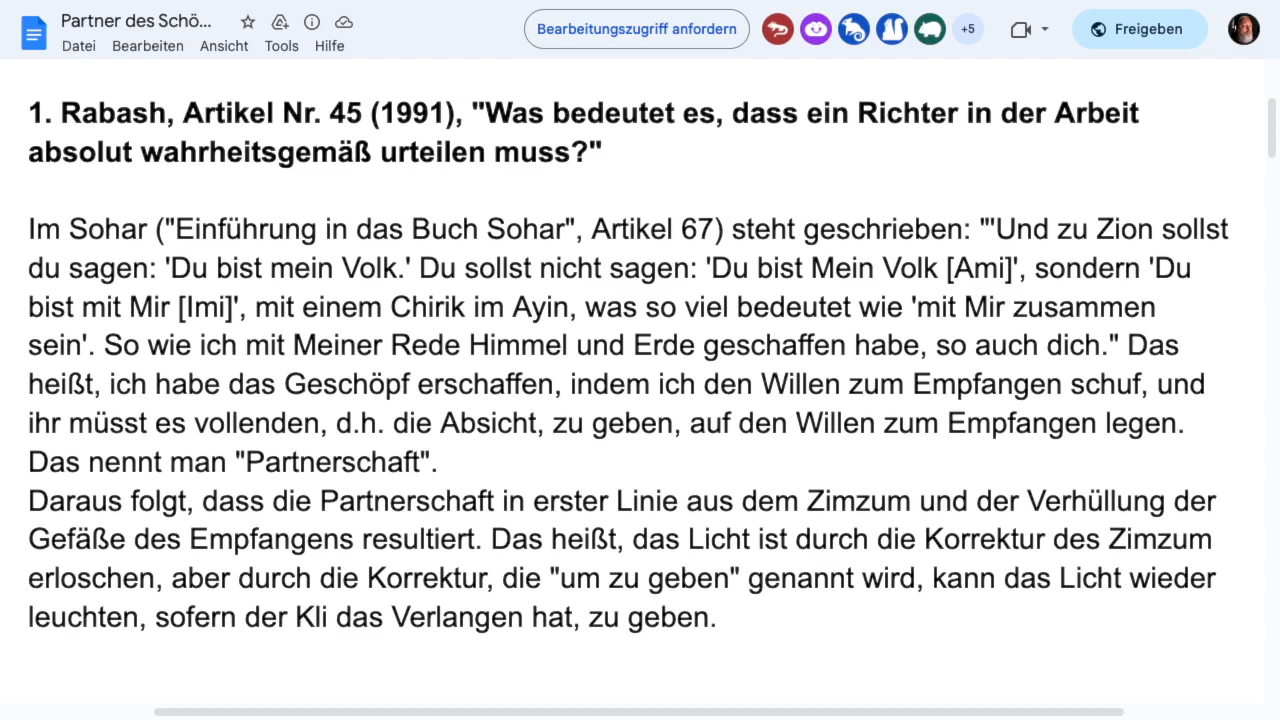 Partner des Schö...
Datei Bearbeiten Ansicht Tools Hilfe
Bearbeitungszugriff anfordern
+5
Freigeben
1. Rabash, Artikel Nr. 45 (1991), "Was bedeutet es, dass ein Richter in der Arbeit
absolut wahrheitsgemäß urteilen muss?"
Im Sohar ("Einführung in das Buch Sohar", Artikel 67) steht geschrieben: "'Und zu Zion sollst
du sagen: 'Du bist mein Volk.' Du sollst nicht sagen: 'Du bist Mein Volk [Ami]', sondern 'Du
bist mit Mir [Imi]', mit einem Chirik im Ayin, was so viel bedeutet wie 'mit Mir zusammen
sein'. So wie ich mit Meiner Rede Himmel und Erde geschaffen habe, so auch dich." Das
heißt, ich habe das Geschöpf erschaffen, indem ich den Willen zum Empfangen schuf, und
ihr müsst es vollenden, d.h. die Absicht, zu geben, auf den Willen zum Empfangen legen.
Das nennt man "Partnerschaft".
Daraus folgt, dass die Partnerschaft in erster Linie aus dem Zimzum und der Verhüllung der
Gefäße des Empfangens resultiert. Das heißt, das Licht ist durch die Korrektur des Zimzum
erloschen, aber durch die Korrektur, die "um zu geben" genannt wird, kann das Licht wieder
leuchten, sofern der Kli das Verlangen hat, zu geben.